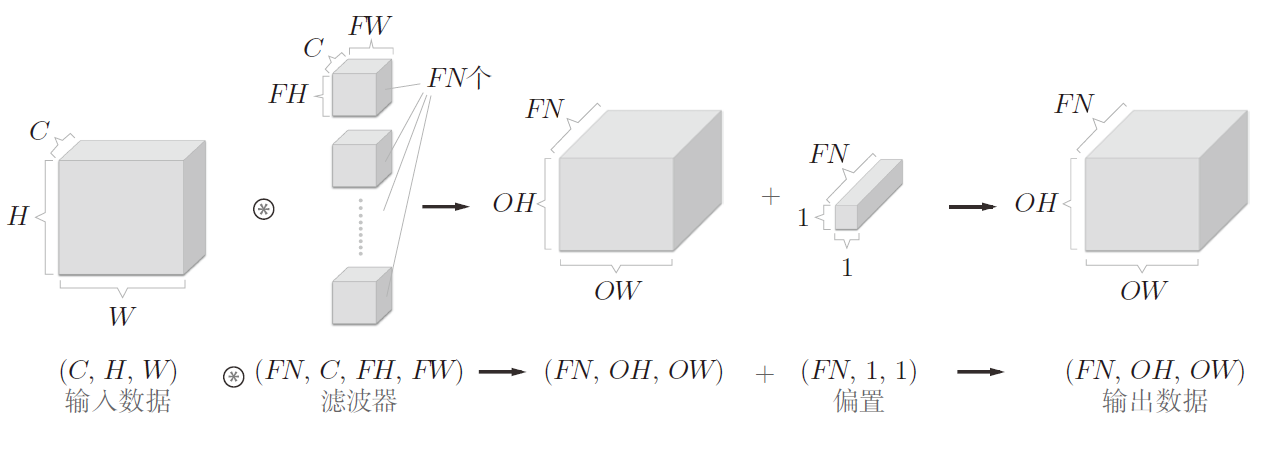 C
H
W
⊛
C
FW
FH
FN个
FN
OH
OW
+
FN
1
1
FN
OH
OW
(C, H, W) ⊛ (FN, C, FH, FW) → (FN, OH, OW) + (FN, 1, 1) → (FN, OH, OW)
输入数据 滤波器 偏置 输出数据